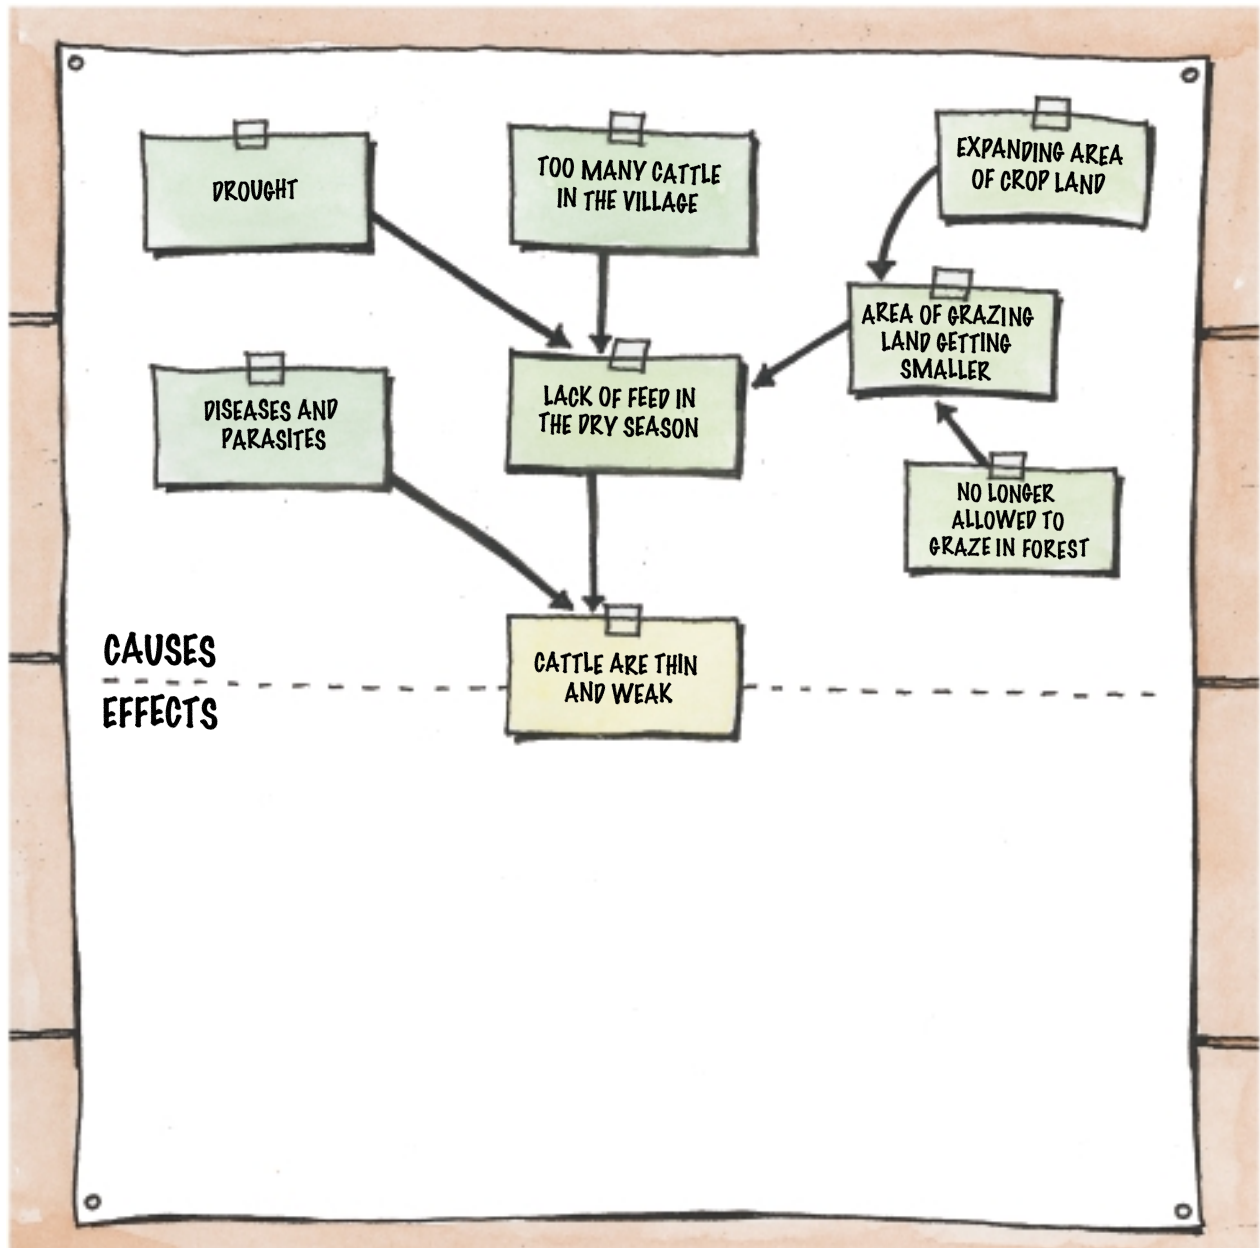 DROUGHT
TOO MANY CATTLE
IN THE VILLAGE
EXPANDING AREA
OF CROP LAND
AREA OF GRAZING
LAND GETTING
SMALLER
DISEASES AND
PARASITES
LACK OF FEED IN
THE DRY SEASON
NO LONGER
ALLOWED TO
GRAZE IN FOREST
CAUSES
EFFECTS
CATTLE ARE THIN
AND WEAK